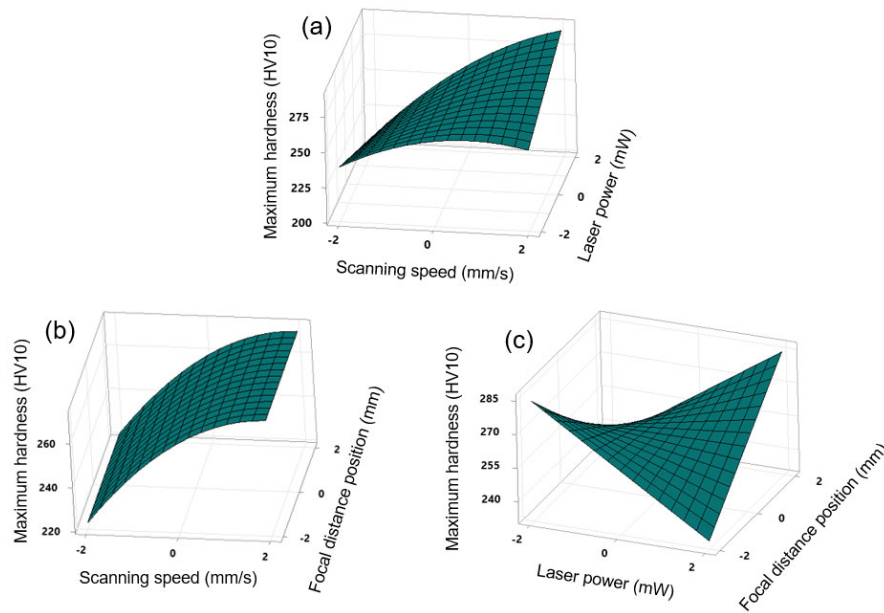 (a)
Maximum hardness (HV10)
275
250
225
200
-2
0
2
Scanning speed (mm/s)
-2
0
2
Laser power (mW)
(b)
Maximum hardness (HV10)
260
240
220
-2
0
2
Scanning speed (mm/s)
-2
0
2
Focal distance position (mm)
(c)
Maximum hardness (HV10)
285
270
255
240
-2
0
2
Laser power (mW)
-2
0
2
Focal distance position (mm)